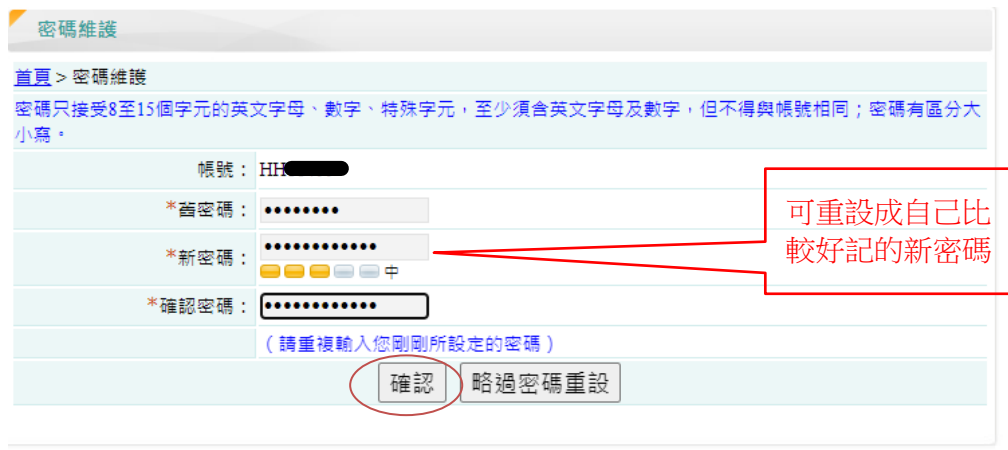 密碼維護
首頁 > 密碼維護
密碼只接受8至15個字元的英文字母、數字、特殊字元，至少須含英文字母及數字，但不得與帳號相同；密碼有區分大
小寫。
帳號： HH
*舊密碼： ••••••••
*新密碼： ••••••••••••
中
*確認密碼： ••••••••••••
（請重複輸入您剛剛所設定的密碼）
確認 略過密碼重設
可重設成自己比
較好記的新密碼